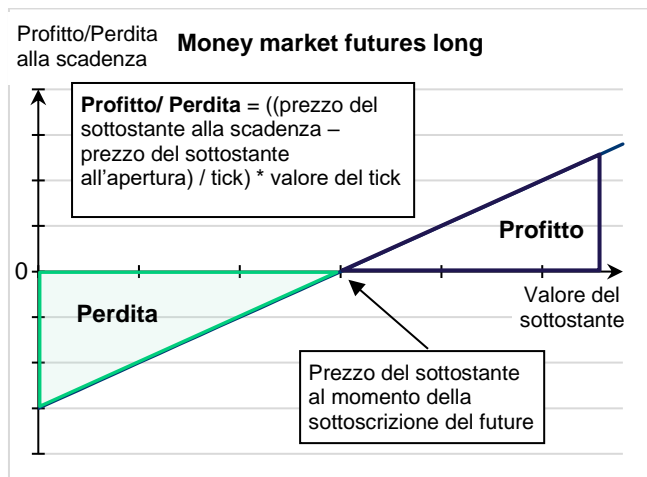 Profitto/Perdita
alla scadenza
Money market futures long
Profitto/ Perdita = ((prezzo del
sottostante alla scadenza –
prezzo del sottostante
all'apertura) / tick) * valore del tick
Profitto
0
Perdita
Valore del
sottostante
Prezzo del sottostante
al momento della
sottoscrizione del future